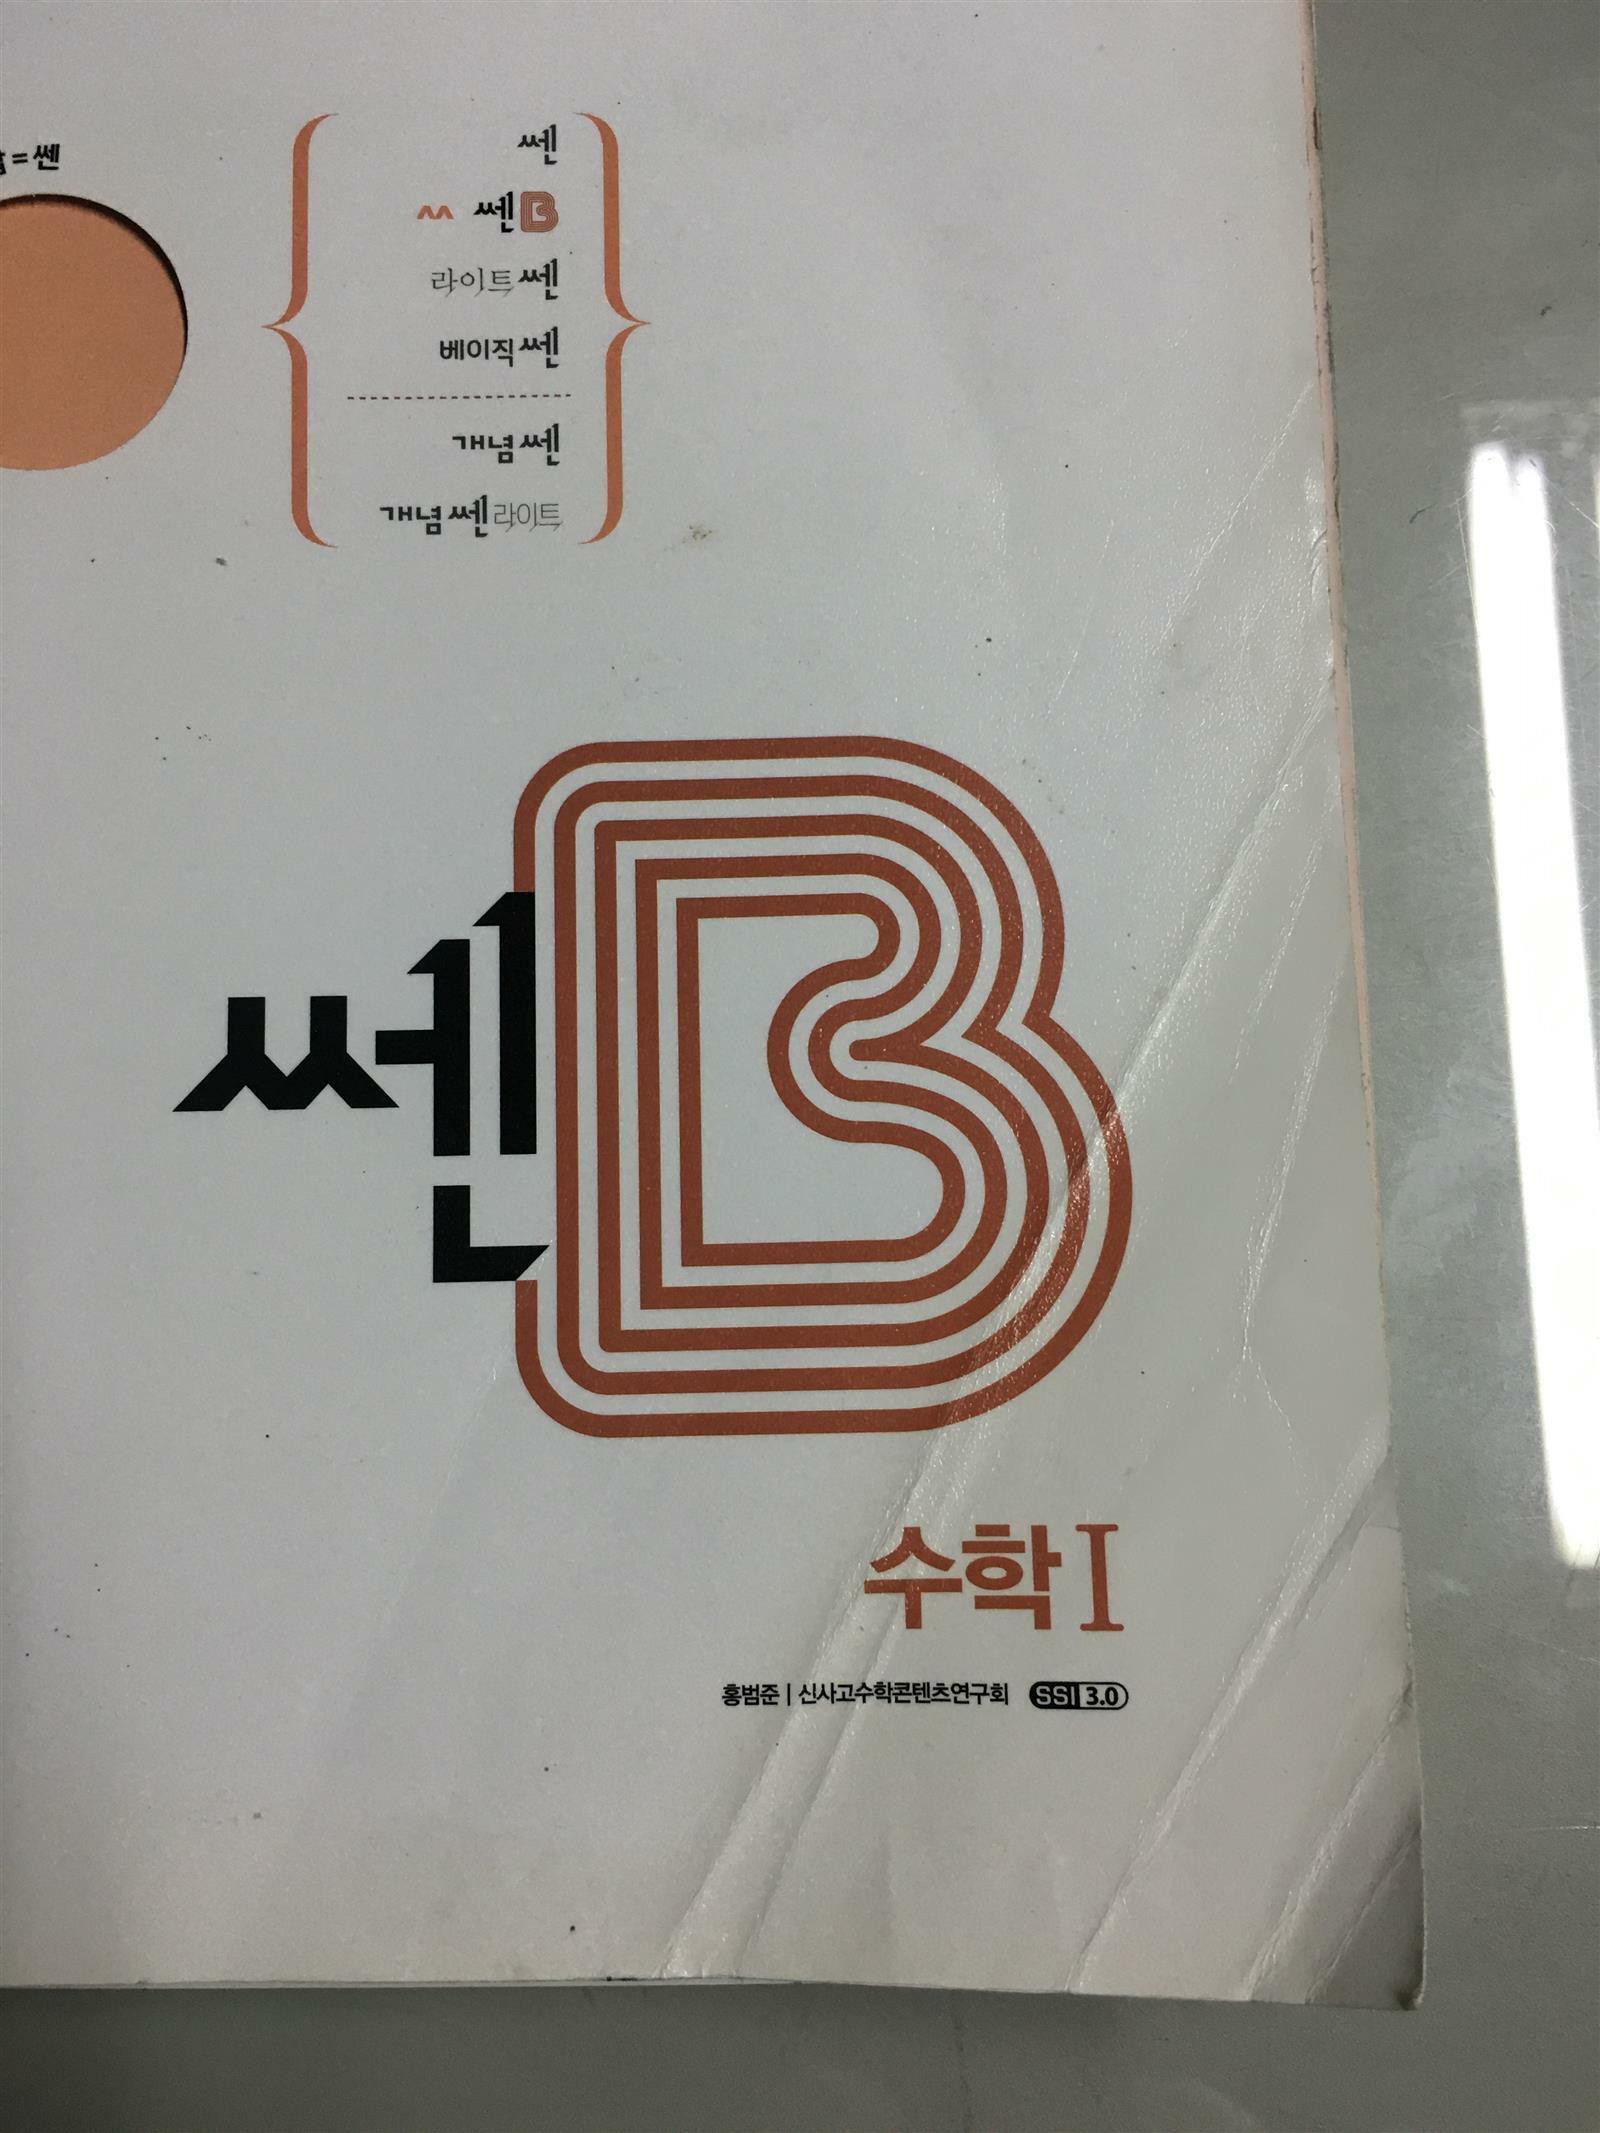 = 쎈
쎈
쎈B
라이트쎈
베이직쎈
개념쎈
개념쎈라이트
쎈B
수학 I
홍범준 | 신사고수학콘텐츠연구회 SSI 3.0